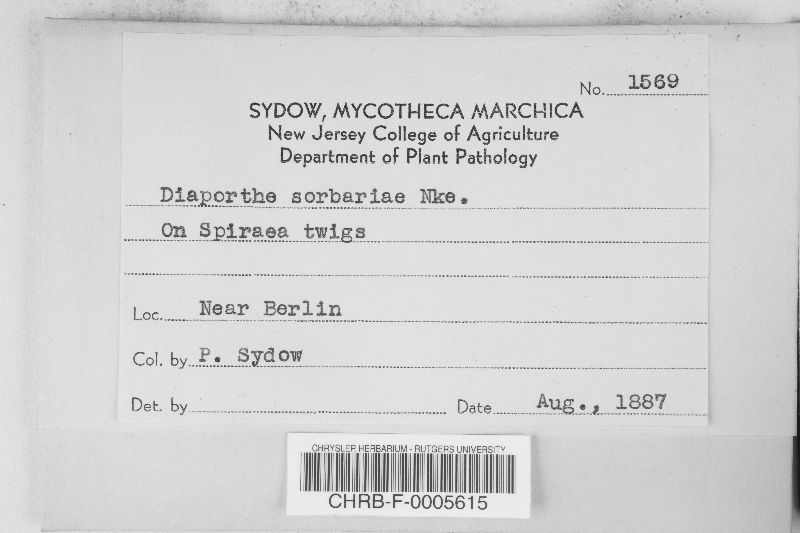 No. 1569
SYDOW, MYCOTHECA MARCHICA
New Jersey College of Agriculture
Department of Plant Pathology
Diaporthe sorbariae Nke.
On Spiraea twigs
Loc. Near Berlin
Col. by P. Sydow
Det. by Date Aug., 1887
CHRYSLER HERBARIUM - RUTGERS UNIVERSITY
CHRB-F-0005615